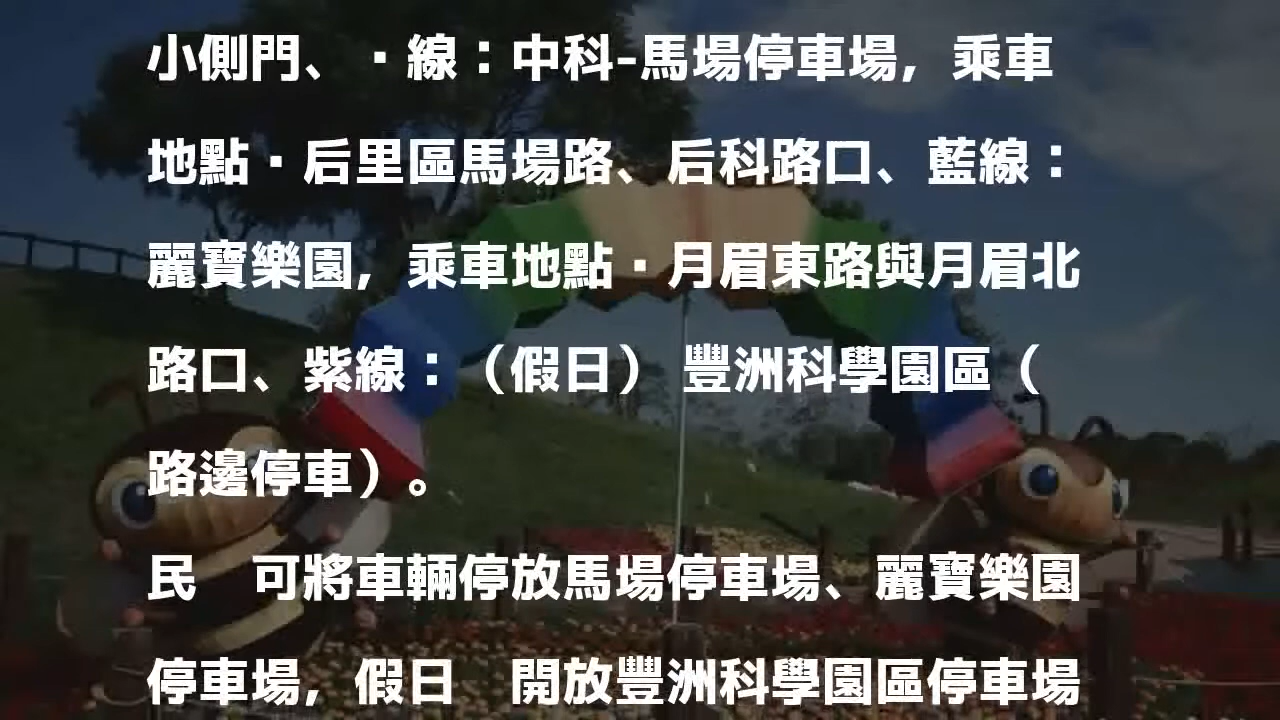 小側門、▪線：中科-馬場停車場，乘車
地點▪后里區馬場路、后科路口、藍線：
麗寶樂園，乘車地點▪月眉東路與月眉北
路口、紫線：（假日） 豐洲科學園區（
路邊停車）。
民　可將車輛停放馬場停車場、麗寶樂園
停車場，假日　開放豐洲科學園區停車場